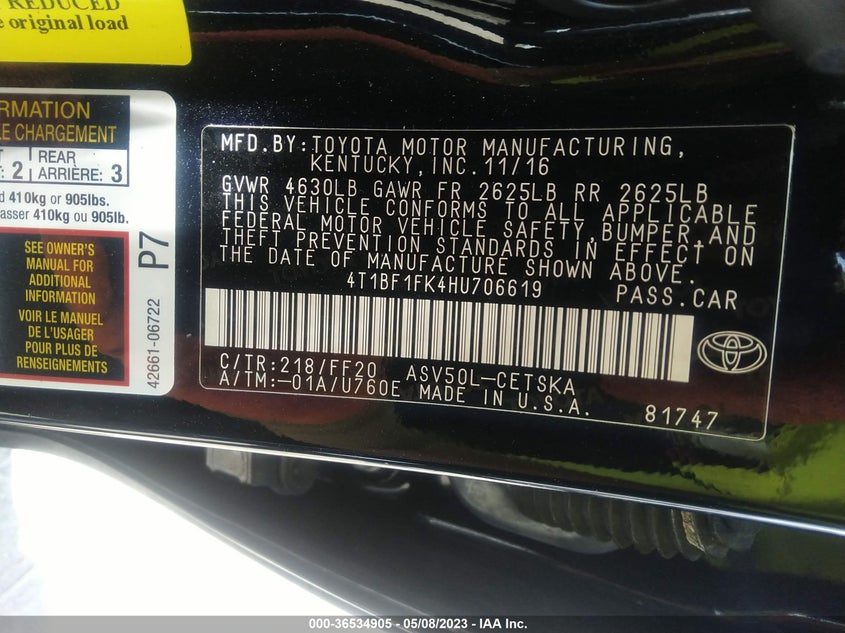 REDUCED
e original load
RMATION
LE CHARGEMENT
2 REAR
ARRIÈRE: 3
410kg or 905lbs.
asser 410kg ou 905lb.
SEE OWNER'S
MANUAL FOR
ADDITIONAL
INFORMATION
VOIR LE MANUEL
DE L'USAGER
POUR PLUS DE
RENSEIGNEMENTS
P7
42661-06722
MFD.BY:TOYOTA MOTOR MANUFACTURING,
KENTUCKY,INC.11/16
GVWR 4630LB GAWR FR 2625LB RR 2625LB
THIS VEHICLE CONFORMS TO ALL APPLICABLE
FEDERAL MOTOR VEHICLE SAFETY,BUMPER,AND
THEFT PREVENTION STANDARDS IN EFFECT ON
THE DATE OF MANUFACTURE SHOWN ABOVE.
4T1BF1FK4HU706619 PASS.CAR
C/TR:218/FF20 ASV50L-CETSKA
A/TM:-01A/U760E MADE IN U.S.A. 81747
000-36534905 - 05/08/2023 - © IAA Holdings, LLC